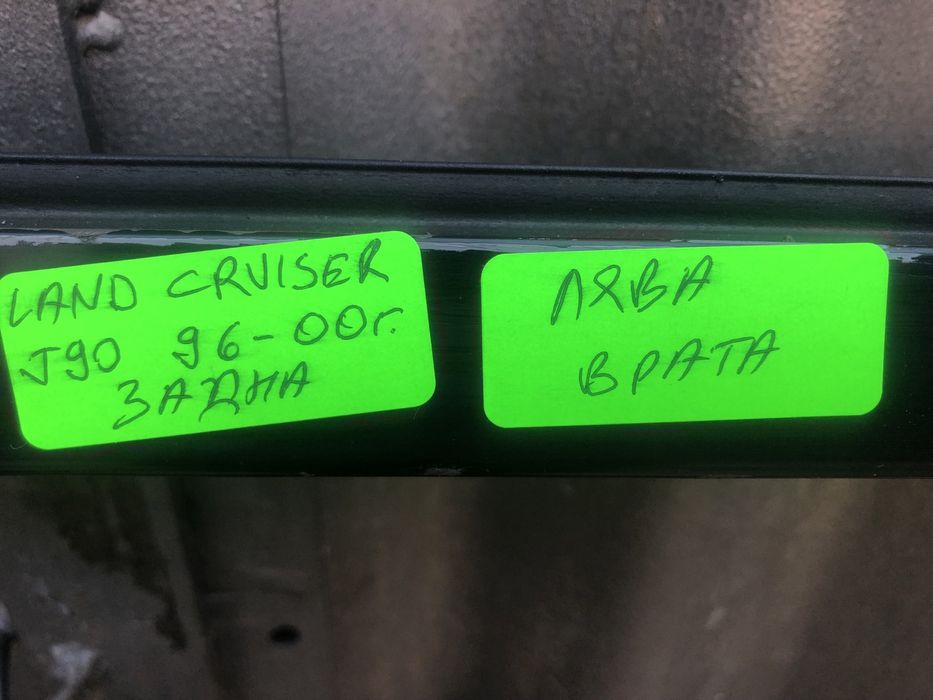 LAND CRUISER
J90 96-00г.
ЗАДНА
ЛЯВА
ВРАТА